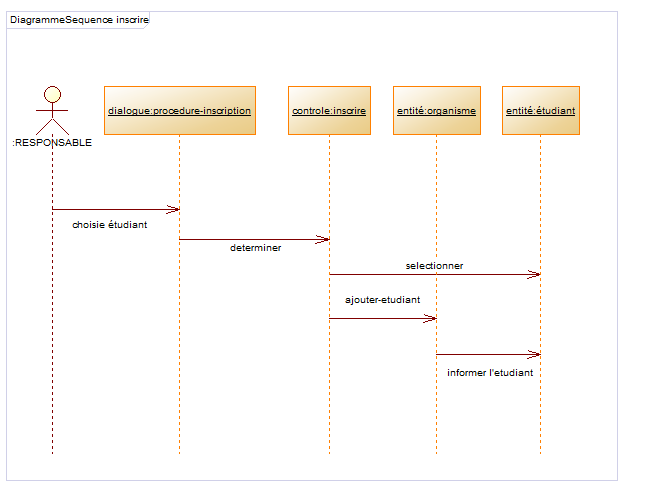 DiagrammeSequence inscrire
dialogue:procedure-inscription
controle:inscrire
entité:organisme
entité:étudiant
:RESPONSABLE
choisie étudiant
determiner
selectionner
ajouter-etudiant
informer l'etudiant